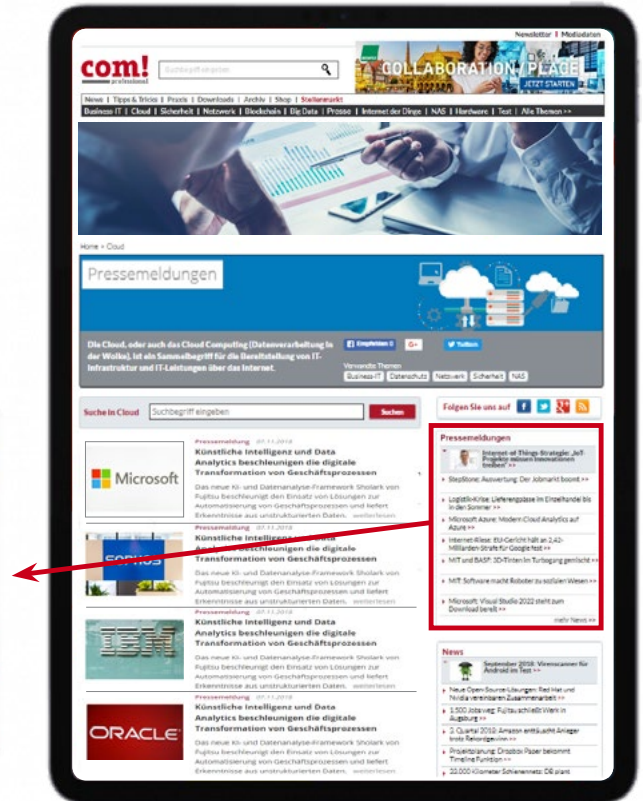 Newsletter | Mediadaten
com!
professional
Suchbegriff eingeben
COLLABORATION PLACE
JETZT STARTEN
News | Tipps & Tricks | Praxis | Downloads | Archiv | Shop | Stellenmarkt
Business-IT | Cloud | Sicherheit | Netzwerk | Blockchain | Big Data | Presse | Internet der Dinge | NAS | Hardware | Test | Alle Themen >>
Home > Cloud
Pressemeldungen
Die Cloud, oder auch das Cloud Computing (Datenverarbeitung in
der Wolke), ist ein Sammelbegriff für die Bereitstellung von IT-
Infrastruktur und IT-Leistungen über das Internet.
Empfehlen 0
G+
Twittern
Verwandte Themen
Business-IT
Datenschutz
Netzwerk
Sicherheit
NAS
Suche in Cloud
Suchbegriff eingeben
Suchen
Folgen Sie uns auf
Microsoft
Pressemeldung 07.11.2018
Künstliche Intelligenz und Data
Analytics beschleunigen die digitale
Transformation von Geschäftsprozessen
Das neue KI- und Datenanalyse-Framework Sholark von
Fujitsu beschleunigt den Einsatz von Lösungen zur
Automatisierung von Geschäftsprozessen und liefert
Erkenntnisse aus unstrukturierten Daten. weiterlesen
SOPHOS
Pressemeldung 07.11.2018
Künstliche Intelligenz und Data
Analytics beschleunigen die digitale
Transformation von Geschäftsprozessen
Das neue KI- und Datenanalyse-Framework Sholark von
Fujitsu beschleunigt den Einsatz von Lösungen zur
Automatisierung von Geschäftsprozessen und liefert
Erkenntnisse aus unstrukturierten Daten. weiterlesen
IBM
Pressemeldung 07.11.2018
Künstliche Intelligenz und Data
Analytics beschleunigen die digitale
Transformation von Geschäftsprozessen
Das neue KI- und Datenanalyse-Framework Sholark von
Fujitsu beschleunigt den Einsatz von Lösungen zur
Automatisierung von Geschäftsprozessen und liefert
Erkenntnisse aus unstrukturierten Daten. weiterlesen
ORACLE
Pressemeldung 07.11.2018
Künstliche Intelligenz und Data
Analytics beschleunigen die digitale
Transformation von Geschäftsprozessen
Das neue KI- und Datenanalyse-Framework Sholark von
Fujitsu beschleunigt den Einsatz von Lösungen zur
Automatisierung von Geschäftsprozessen und liefert
Erkenntnisse aus unstrukturierten Daten. weiterlesen
Pressemeldungen
Internet-of-Things-Strategie: „IoT-
Projekte müssen Innovationen
treiben" >>
StepStone: Auswertung: Der Jobmarkt boomt >>
Logistik-Krise: Lieferengpässe im Einzelhandel bis
in den Sommer >>
Microsoft Azure: Modern Cloud Analytics auf
Azure >>
Internet-Riese: EU-Gericht hält an 2,42-
Milliarden-Strafe für Google fest >>
MIT und BASF: 3D-Tinten im Turbogang gemischt >>
MIT: Software macht Roboter zu sozialen Wesen >>
Microsoft: Visual Studio 2022 steht zum
Download bereit >>
mehr News >>
News
September 2018: Virenscanner für
Android im Test >>
Neue Open-Source-Lösungen: Red Hat und
Nvidia vereinbaren Zusammenarbeit >>
1.500 Jobs weg: Fujitsu schließt Werk in
Augsburg >>
3. Quartal 2018: Amazon enttäuscht Anleger
trotz Rekordgewinn >>
Projektplanung: Dropbox Paper bekommt
Timeline Funktion >>
33.000 Kilometer Schienennetz: DB plant